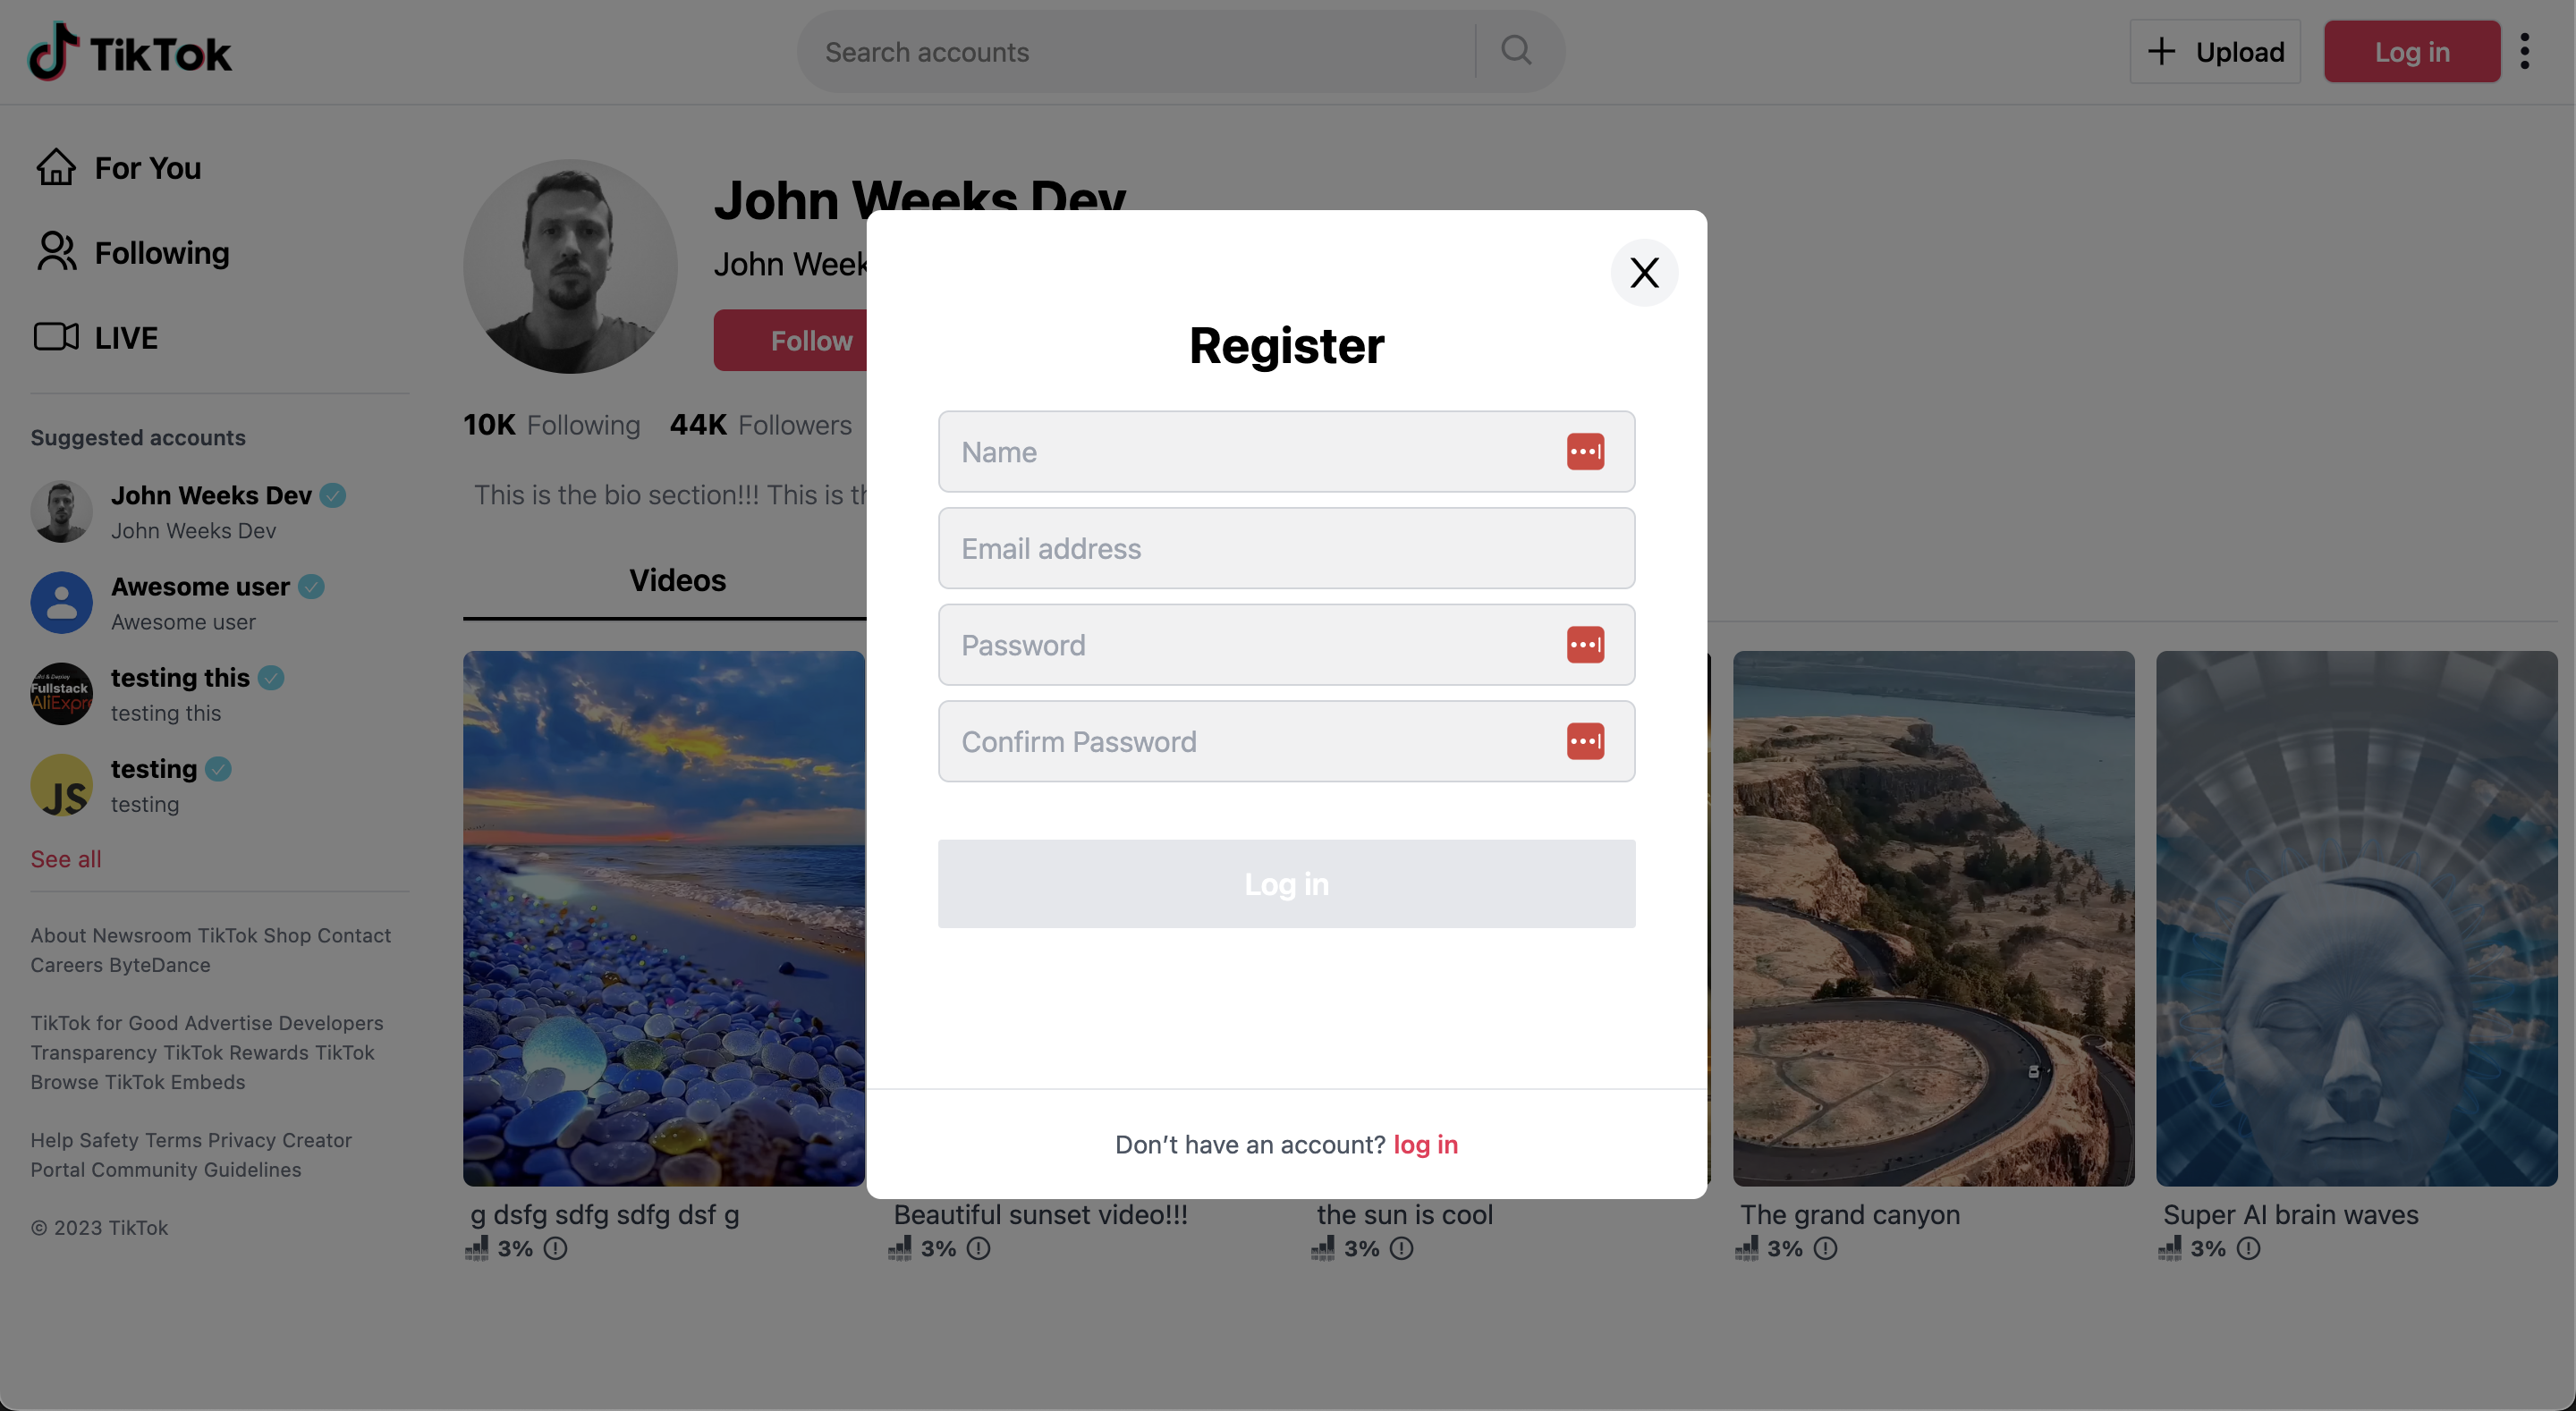 TikTok
Search accounts
Upload
Log in
For You
Following
LIVE
Suggested accounts
John Weeks Dev
John Weeks Dev
Awesome user
Awesome user
Fullstack
AliExpre
testing this
testing this
JS
testing
testing
See all
About Newsroom TikTok Shop Contact
Careers ByteDance
TikTok for Good Advertise Developers
Transparency TikTok Rewards TikTok
Browse TikTok Embeds
Help Safety Terms Privacy Creator
Portal Community Guidelines
© 2023 TikTok
John Weeks Dev
John Week
Follow
10K Following 44K Followers
This is the bio section!!! This is th
Videos
X
Register
Name
Email address
Password
Confirm Password
Log in
Don’t have an account? log in
g dsfg sdfg sdfg dsf g
3%
Beautiful sunset video!!!
3%
the sun is cool
3%
The grand canyon
3%
Super AI brain waves
3%